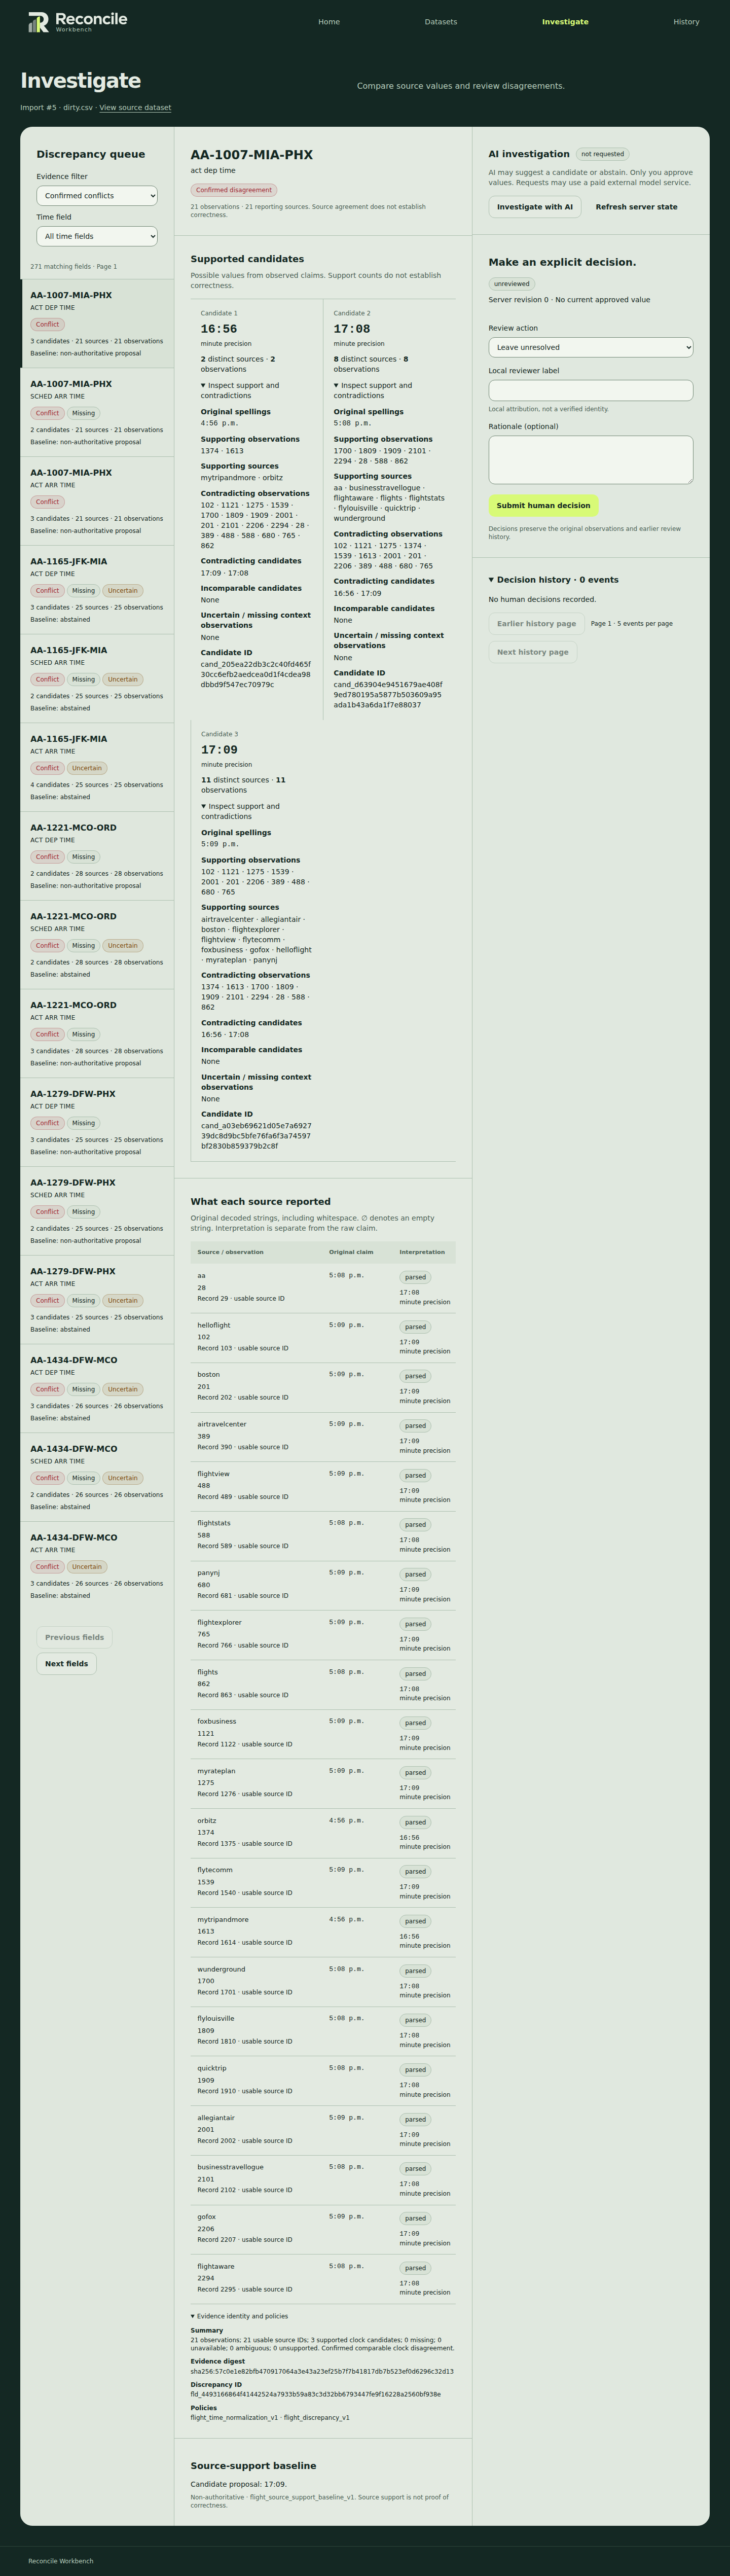 Reconcile
Workbench
Home
Datasets
Investigate
History
Investigate
Compare source values and review disagreements.
Import #5 · dirty.csv · View source dataset
Discrepancy queue
Evidence filter
Confirmed conflicts
Time field
All time fields
271 matching fields · Page 1
AA-1007-MIA-PHX
ACT DEP TIME
Conflict
3 candidates · 21 sources · 21 observations
Baseline: non-authoritative proposal
AA-1007-MIA-PHX
SCHED ARR TIME
Conflict Missing
2 candidates · 21 sources · 21 observations
Baseline: non-authoritative proposal
AA-1007-MIA-PHX
ACT ARR TIME
Conflict
3 candidates · 21 sources · 21 observations
Baseline: non-authoritative proposal
AA-1165-JFK-MIA
ACT DEP TIME
Conflict Missing Uncertain
3 candidates · 25 sources · 25 observations
Baseline: abstained
AA-1165-JFK-MIA
SCHED ARR TIME
Conflict Missing Uncertain
2 candidates · 25 sources · 25 observations
Baseline: abstained
AA-1165-JFK-MIA
ACT ARR TIME
Conflict Uncertain
4 candidates · 25 sources · 25 observations
Baseline: abstained
AA-1221-MCO-ORD
ACT DEP TIME
Conflict Missing
2 candidates · 28 sources · 28 observations
Baseline: non-authoritative proposal
AA-1221-MCO-ORD
SCHED ARR TIME
Conflict Missing Uncertain
2 candidates · 28 sources · 28 observations
Baseline: abstained
AA-1221-MCO-ORD
ACT ARR TIME
Conflict Missing
3 candidates · 28 sources · 28 observations
Baseline: non-authoritative proposal
AA-1279-DFW-PHX
ACT DEP TIME
Conflict Missing
3 candidates · 25 sources · 25 observations
Baseline: non-authoritative proposal
AA-1279-DFW-PHX
SCHED ARR TIME
Conflict Missing
2 candidates · 25 sources · 25 observations
Baseline: non-authoritative proposal
AA-1279-DFW-PHX
ACT ARR TIME
Conflict Missing Uncertain
3 candidates · 25 sources · 25 observations
Baseline: abstained
AA-1434-DFW-MCO
ACT DEP TIME
Conflict Missing Uncertain
3 candidates · 26 sources · 26 observations
Baseline: abstained
AA-1434-DFW-MCO
SCHED ARR TIME
Conflict Missing Uncertain
2 candidates · 26 sources · 26 observations
Baseline: abstained
AA-1434-DFW-MCO
ACT ARR TIME
Conflict Uncertain
3 candidates · 26 sources · 26 observations
Baseline: abstained
Previous fields
Next fields
AA-1007-MIA-PHX
act dep time
Confirmed disagreement
21 observations · 21 reporting sources. Source agreement does not establish
correctness.
Supported candidates
Possible values from observed claims. Support counts do not establish
correctness.
Candidate 1
16:56
minute precision
2 distinct sources · 2
observations
▼ Inspect support and
contradictions
Original spellings
4:56 p.m.
Supporting observations
1374 · 1613
Supporting sources
mytripandmore · orbitz
Contradicting observations
102 · 1121 · 1275 · 1539 ·
1700 · 1809 · 1909 · 2001 ·
201 · 2101 · 2206 · 2294 · 28 ·
389 · 488 · 588 · 680 · 765 ·
862
Contradicting candidates
17:09 · 17:08
Incomparable candidates
None
Uncertain / missing context
observations
None
Candidate ID
cand_205ea22db3c2c40fd465f
30cc6efb2aedcea0d1f4cdea98
dbbd9f547ec70979c
Candidate 2
17:08
minute precision
8 distinct sources · 8
observations
▼ Inspect support and
contradictions
Original spellings
5:08 p.m.
Supporting observations
1700 · 1809 · 1909 · 2101 ·
2294 · 28 · 588 · 862
Supporting sources
aa · businesstravellogue ·
flightaware · flights · flightstats
· flylouisville · quicktrip ·
wunderground
Contradicting observations
102 · 1121 · 1275 · 1374 ·
1539 · 1613 · 2001 · 201 ·
2206 · 389 · 488 · 680 · 765
Contradicting candidates
16:56 · 17:09
Incomparable candidates
None
Uncertain / missing context
observations
None
Candidate ID
cand_d63904e9451679ae408f
9ed780195a5877b503609a95
ada1b43a6da1f7e88037
Candidate 3
17:09
minute precision
11 distinct sources · 11
observations
▼ Inspect support and
contradictions
Original spellings
5:09 p.m.
Supporting observations
102 · 1121 · 1275 · 1539 ·
2001 · 201 · 2206 · 389 · 488 ·
680 · 765
Supporting sources
airtravelcenter · allegiantair ·
boston · flightexplorer ·
flightview · flytecomm ·
foxbusiness · gofox · helloflight
· myrateplan · panynj
Contradicting observations
1374 · 1613 · 1700 · 1809 ·
1909 · 2101 · 2294 · 28 · 588 ·
862
Contradicting candidates
16:56 · 17:08
Incomparable candidates
None
Uncertain / missing context
observations
None
Candidate ID
cand_a03eb69621d05e7a6927
39dc8d9bc5bfe76fa6f3a74597
bf2830b859379b2c8f
What each source reported
Original decoded strings, including whitespace. ∅ denotes an empty
string. Interpretation is separate from the raw claim.
Source / observation Original claim Interpretation
aa 5:08 p.m. parsed
28 17:08
Record 29 · usable source ID minute precision
helloflight 5:09 p.m. parsed
102 17:09
Record 103 · usable source ID minute precision
boston 5:09 p.m. parsed
201 17:09
Record 202 · usable source ID minute precision
airtravelcenter 5:09 p.m. parsed
389 17:09
Record 390 · usable source ID minute precision
flightview 5:09 p.m. parsed
488 17:09
Record 489 · usable source ID minute precision
flightstats 5:08 p.m. parsed
588 17:08
Record 589 · usable source ID minute precision
panynj 5:09 p.m. parsed
680 17:09
Record 681 · usable source ID minute precision
flightexplorer 5:09 p.m. parsed
765 17:09
Record 766 · usable source ID minute precision
flights 5:08 p.m. parsed
862 17:08
Record 863 · usable source ID minute precision
foxbusiness 5:09 p.m. parsed
1121 17:09
Record 1122 · usable source ID minute precision
myrateplan 5:09 p.m. parsed
1275 17:09
Record 1276 · usable source ID minute precision
orbitz 4:56 p.m. parsed
1374 16:56
Record 1375 · usable source ID minute precision
flytecomm 5:09 p.m. parsed
1539 17:09
Record 1540 · usable source ID minute precision
mytripandmore 4:56 p.m. parsed
1613 16:56
Record 1614 · usable source ID minute precision
wunderground 5:08 p.m. parsed
1700 17:08
Record 1701 · usable source ID minute precision
flylouisville 5:08 p.m. parsed
1809 17:08
Record 1810 · usable source ID minute precision
quicktrip 5:08 p.m. parsed
1909 17:08
Record 1910 · usable source ID minute precision
allegiantair 5:09 p.m. parsed
2001 17:09
Record 2002 · usable source ID minute precision
businesstravellogue 5:08 p.m. parsed
2101 17:08
Record 2102 · usable source ID minute precision
gofox 5:09 p.m. parsed
2206 17:09
Record 2207 · usable source ID minute precision
flightaware 5:08 p.m. parsed
2294 17:08
Record 2295 · usable source ID minute precision
▼ Evidence identity and policies
Summary
21 observations; 21 usable source IDs; 3 supported clock candidates; 0 missing; 0
unavailable; 0 ambiguous; 0 unsupported. Confirmed comparable clock disagreement.
Evidence digest
sha256:57c0e1e82bfb470917064a3e43a23ef25b7f7b41817db7b523ef0d6296c32d13
Discrepancy ID
fld_4493166864f41442524a7933b59a83c3d32bb6793447fe9f16228a2560bf938e
Policies
flight_time_normalization_v1 · flight_discrepancy_v1
Source-support baseline
Candidate proposal: 17:09.
Non-authoritative · flight_source_support_baseline_v1. Source support is not proof of
correctness.
AI investigation not requested
AI may suggest a candidate or abstain. Only you approve
values. Requests may use a paid external model service.
Investigate with AI
Refresh server state
Make an explicit decision.
unreviewed
Server revision 0 · No current approved value
Review action
Leave unresolved
Local reviewer label
Local attribution, not a verified identity.
Rationale (optional)
Submit human decision
Decisions preserve the original observations and earlier review
history.
▼ Decision history · 0 events
No human decisions recorded.
Earlier history page
Page 1 · 5 events per page
Next history page
Reconcile Workbench